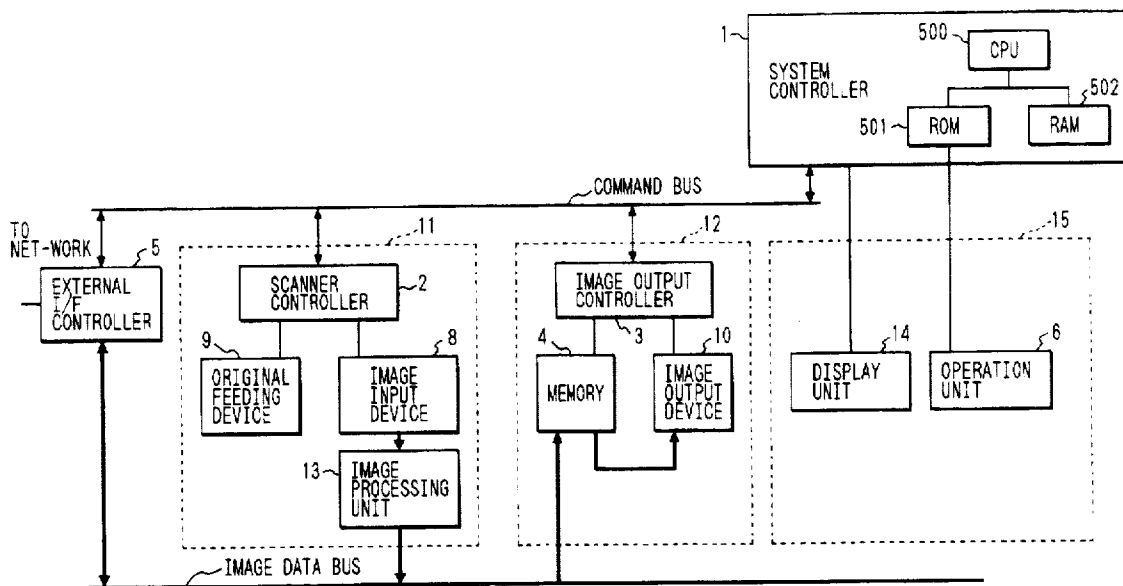 1
500
CPU
SYSTEM
CONTROLLER
502
501
ROM
RAM
COMMAND BUS
TO
NET-WORK
5
11
12
15
EXTERNAL
I/F
CONTROLLER
SCANNER
CONTROLLER
2
IMAGE OUTPUT
CONTROLLER
3
9
8
4
10
14
6
ORIGINAL
FEEDING
DEVICE
IMAGE
INPUT
DEVICE
MEMORY
IMAGE
OUTPUT
DEVICE
DISPLAY
UNIT
OPERATION
UNIT
13
IMAGE
PROCESSING
UNIT
IMAGE DATA BUS